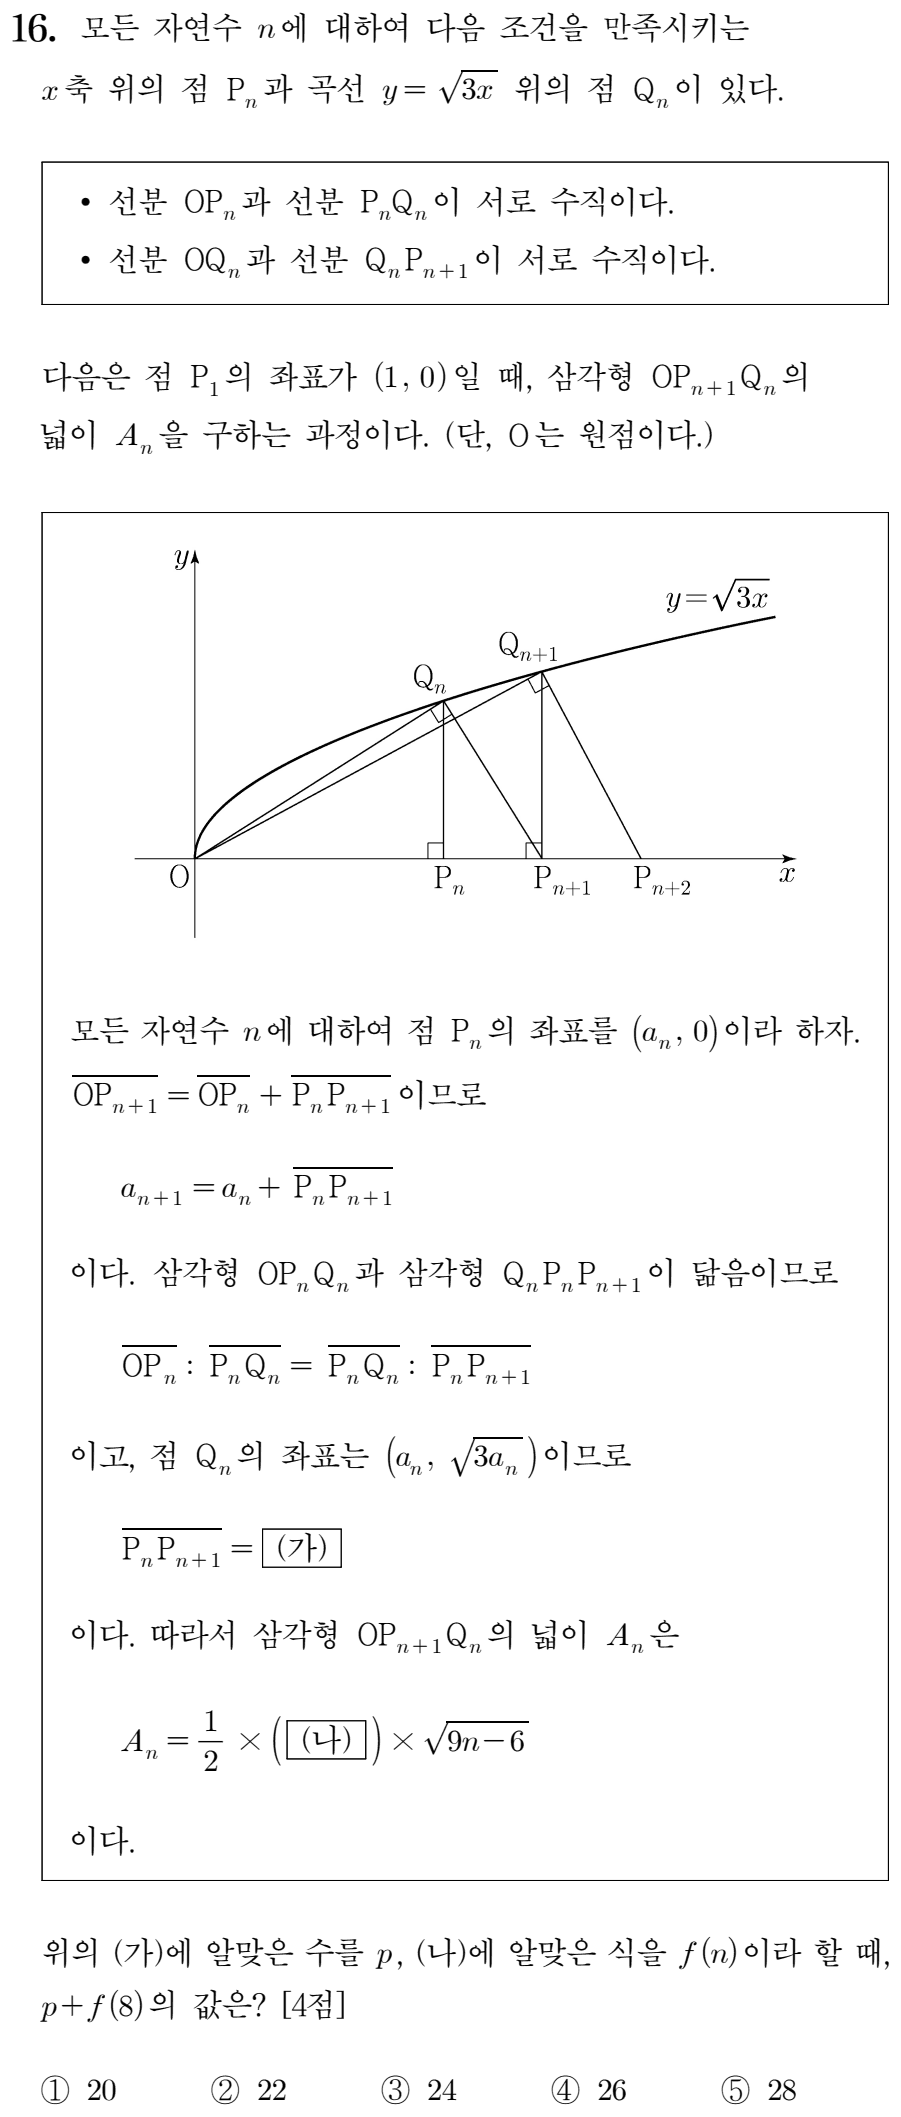 16. 모든 자연수 n에 대하여 다음 조건을 만족시키는
x축 위의 점 Pₙ과 곡선 y=√(3x) 위의 점 Qₙ이 있다.
• 선분 OPₙ과 선분 PₙQₙ이 서로 수직이다.
• 선분 OQₙ과 선분 QₙPₙ₊₁이 서로 수직이다.
다음은 점 P₁의 좌표가 (1, 0)일 때, 삼각형 OPₙ₊₁Qₙ의
넓이 Aₙ을 구하는 과정이다. (단, O는 원점이다.)
y
y=√(3x)
Qₙ₊₁
Qₙ
O Pₙ Pₙ₊₁ Pₙ₊₂ x
모든 자연수 n에 대하여 점 Pₙ의 좌표를 (aₙ, 0)이라 하자.
\overline{OPₙ₊₁} = \overline{OPₙ} + \overline{PₙPₙ₊₁}이므로
aₙ₊₁ = aₙ + \overline{PₙPₙ₊₁}
이다. 삼각형 OPₙQₙ과 삼각형 QₙPₙPₙ₊₁이 닮음이므로
\overline{OPₙ} : \overline{PₙQₙ} = \overline{PₙQₙ} : \overline{PₙPₙ₊₁}
이고, 점 Qₙ의 좌표는 (aₙ, √(3aₙ))이므로
\overline{PₙPₙ₊₁} = (가)
이다. 따라서 삼각형 OPₙ₊₁Qₙ의 넓이 Aₙ은
Aₙ = 1/2 × ( (나) ) × √(9n−6)
이다.
위의 (가)에 알맞은 수를 p, (나)에 알맞은 식을 f(n)이라 할 때,
p+f(8)의 값은? [4점]
① 20 ② 22 ③ 24 ④ 26 ⑤ 28